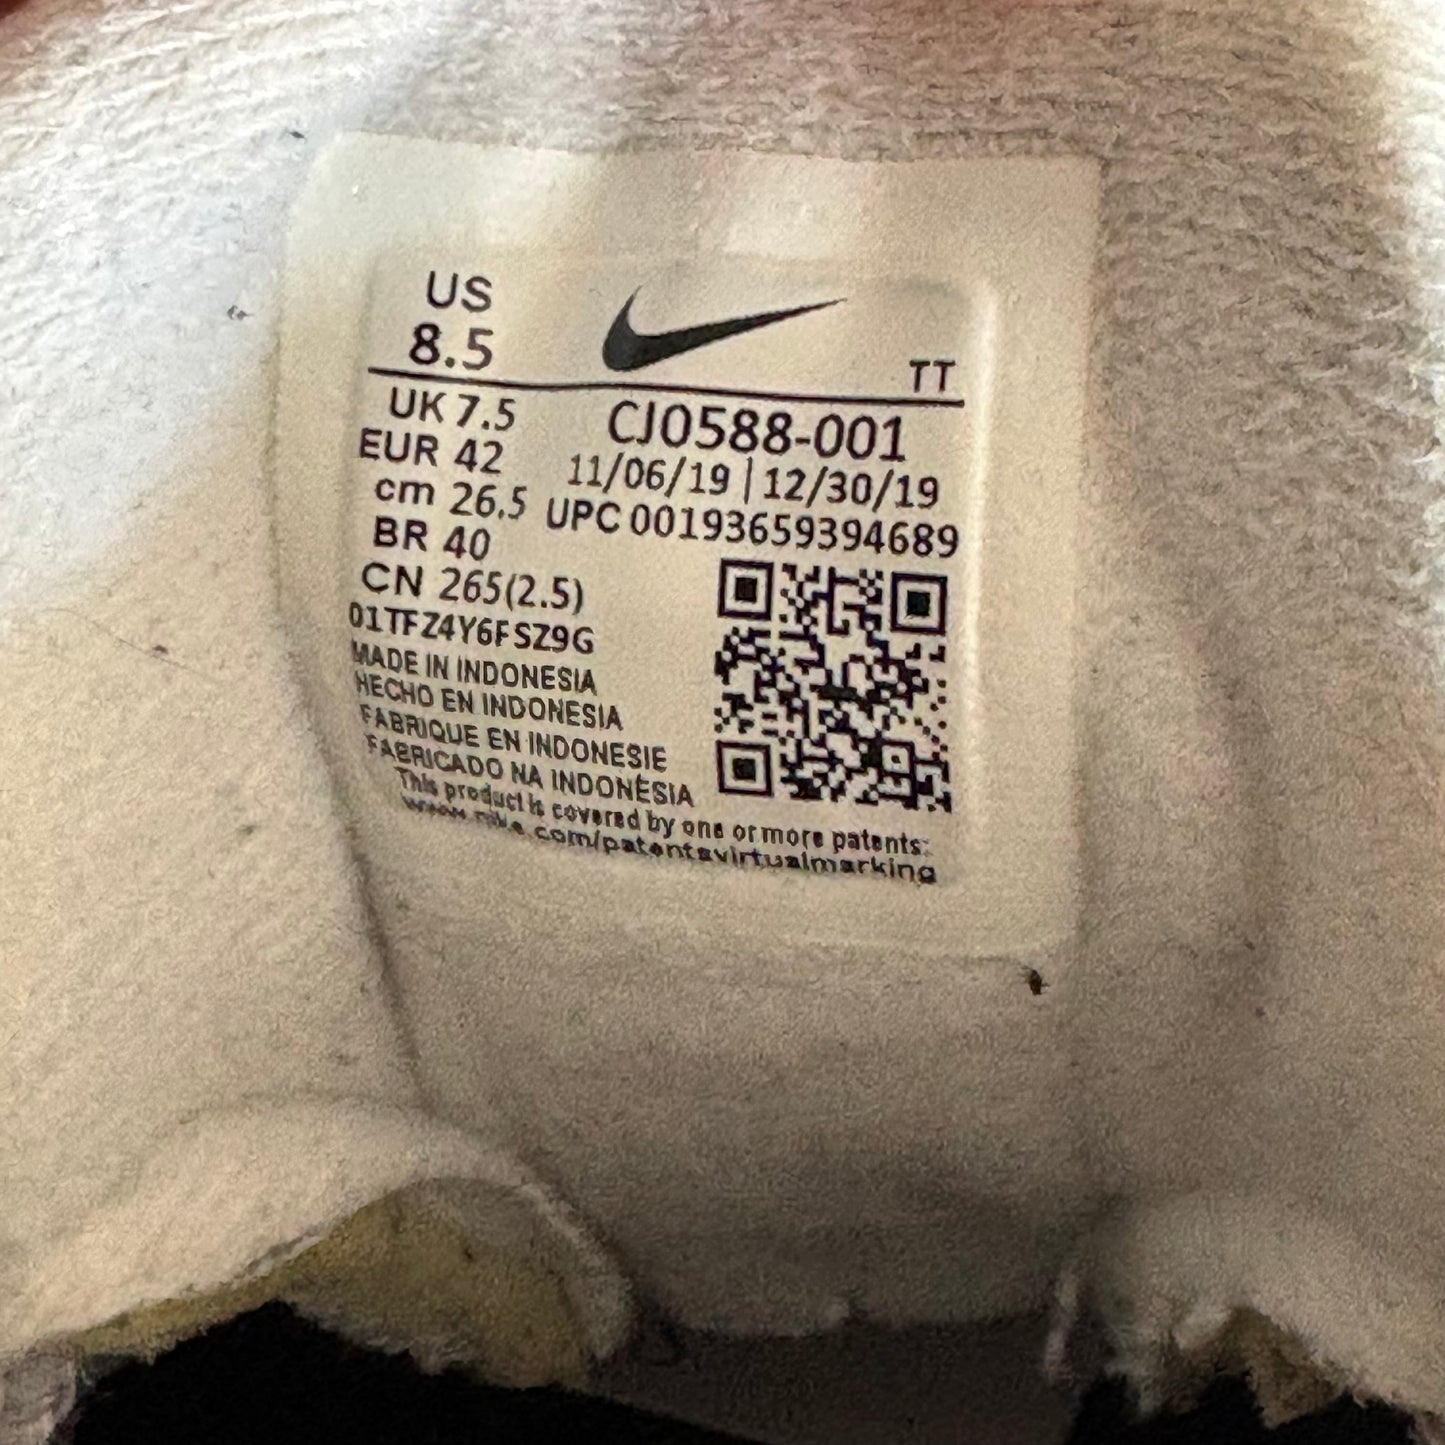 US
8.5
TT
UK 7.5
CJ0588-001
EUR 42
11/06/19 | 12/30/19
cm 26.5
UPC 00193659394689
BR 40
CN 265(2.5)
01TFZ4Y6FSZ9G
MADE IN INDONESIA
HECHO EN INDONESIA
FABRIQUE EN INDONESIE
FABRICADO NA INDONÉSIA
This product is covered by one or more patents:
www.nike.com/patentsvirtualmarking